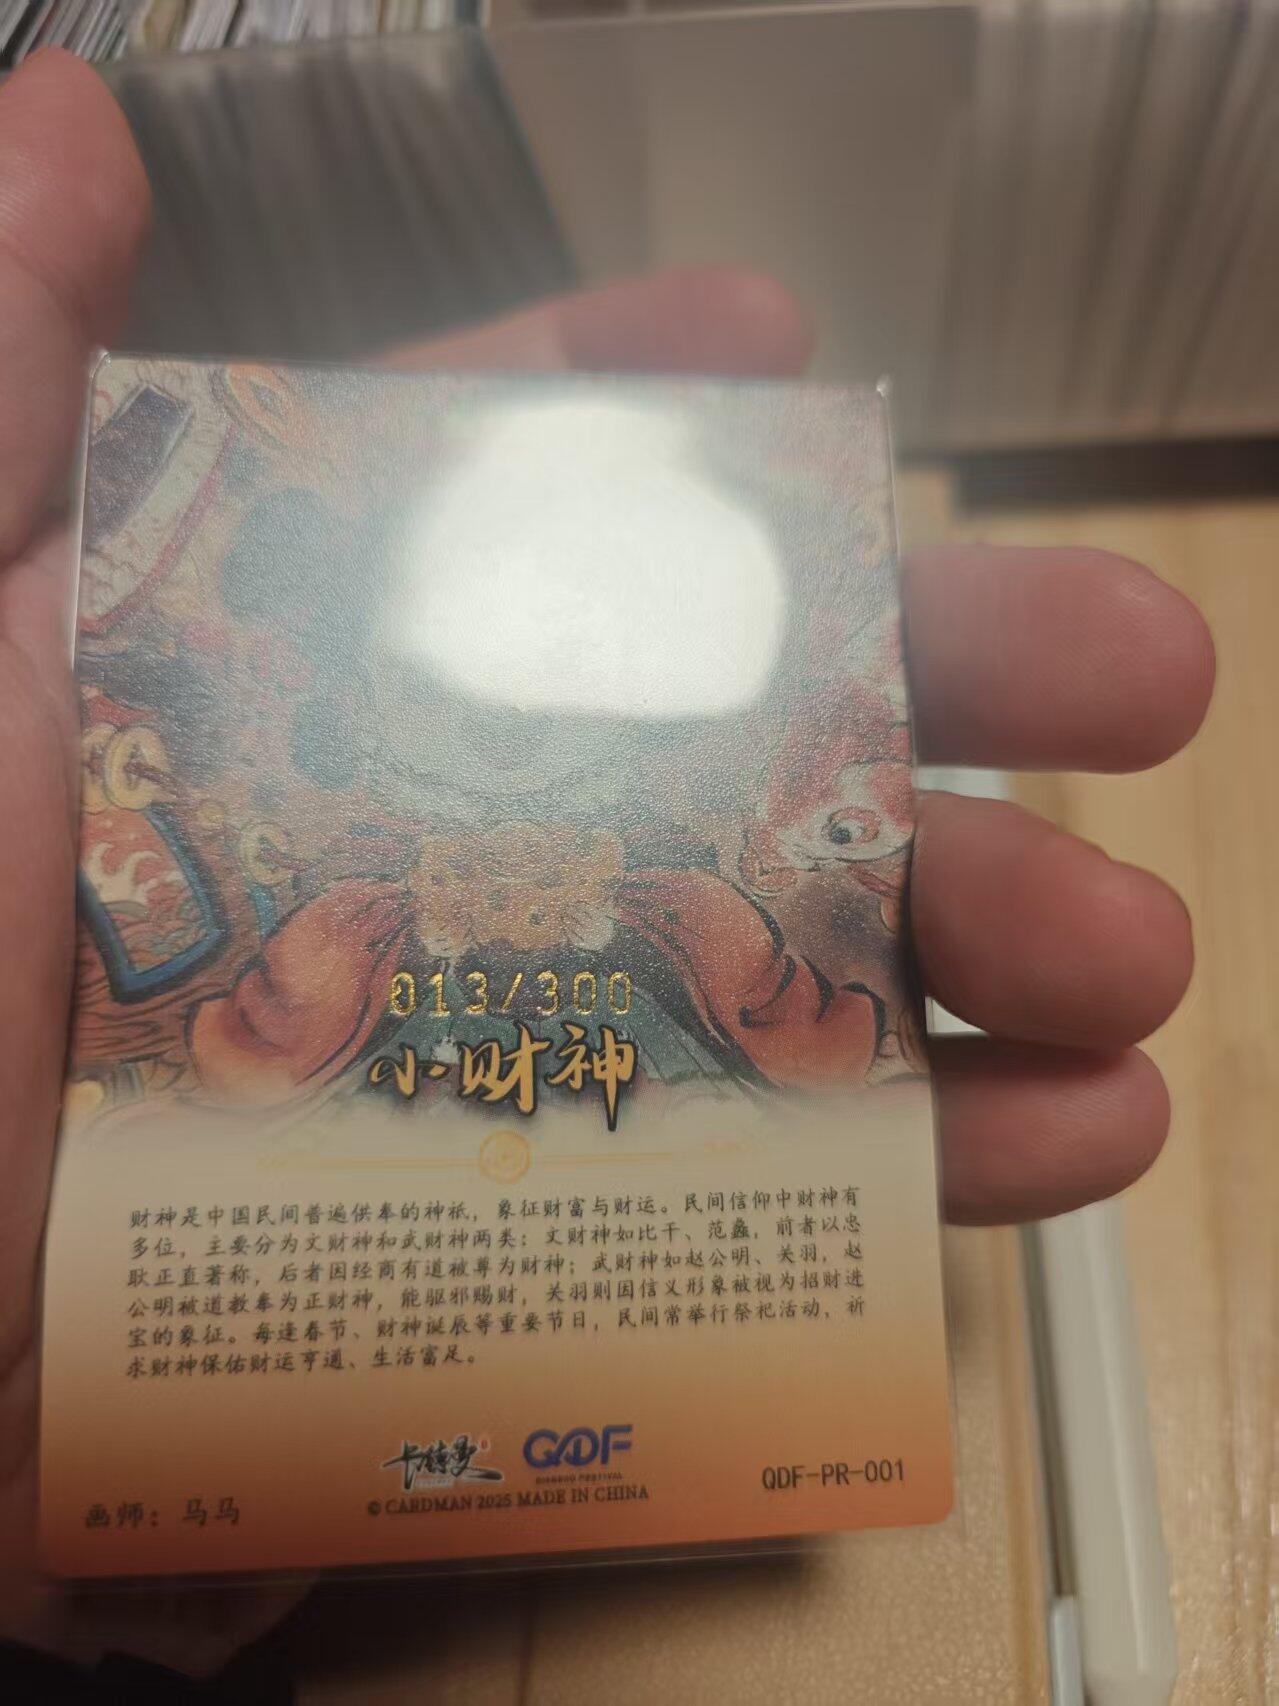 013/300
小财神
财神是中国民间普遍供奉的神祇，象征财富与财运。民间信仰中财神有
多位，主要分为文财神和武财神两类：文财神如比干、范蠡，前者以忠
耿正直著称，后者因经商有道被尊为财神；武财神如赵公明、关羽，赵
公明被道教奉为正财神，能驱邪赐财，关羽则因信义形象被视为招财进
宝的象征。每逢春节、财神诞辰等重要节日，民间常举行祭祀活动，祈
求财神保佑财运亨通、生活富足。
卡特曼 QDF
© CARDMAN 2025 MADE IN CHINA
QDF-PR-001
画师：马马